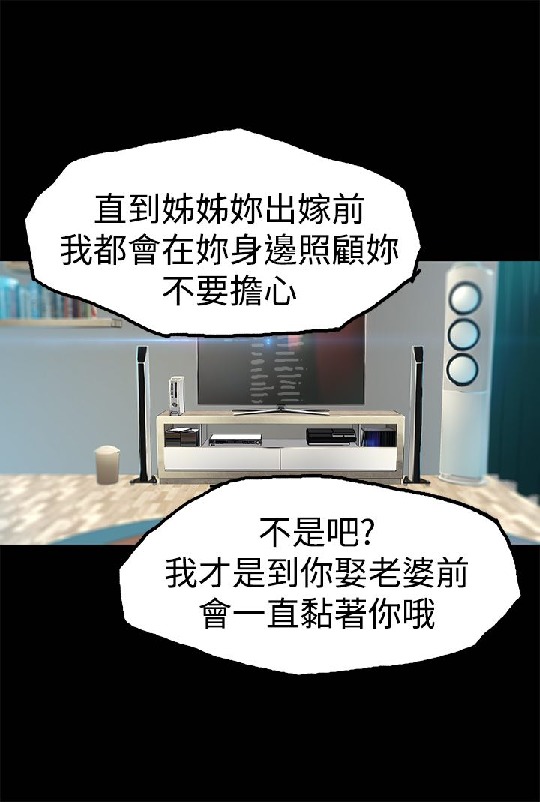 直到姊姊妳出嫁前
我都會在妳身邊照顧妳
不要擔心
不是吧?
我才是到你娶老婆前
會一直黏著你哦